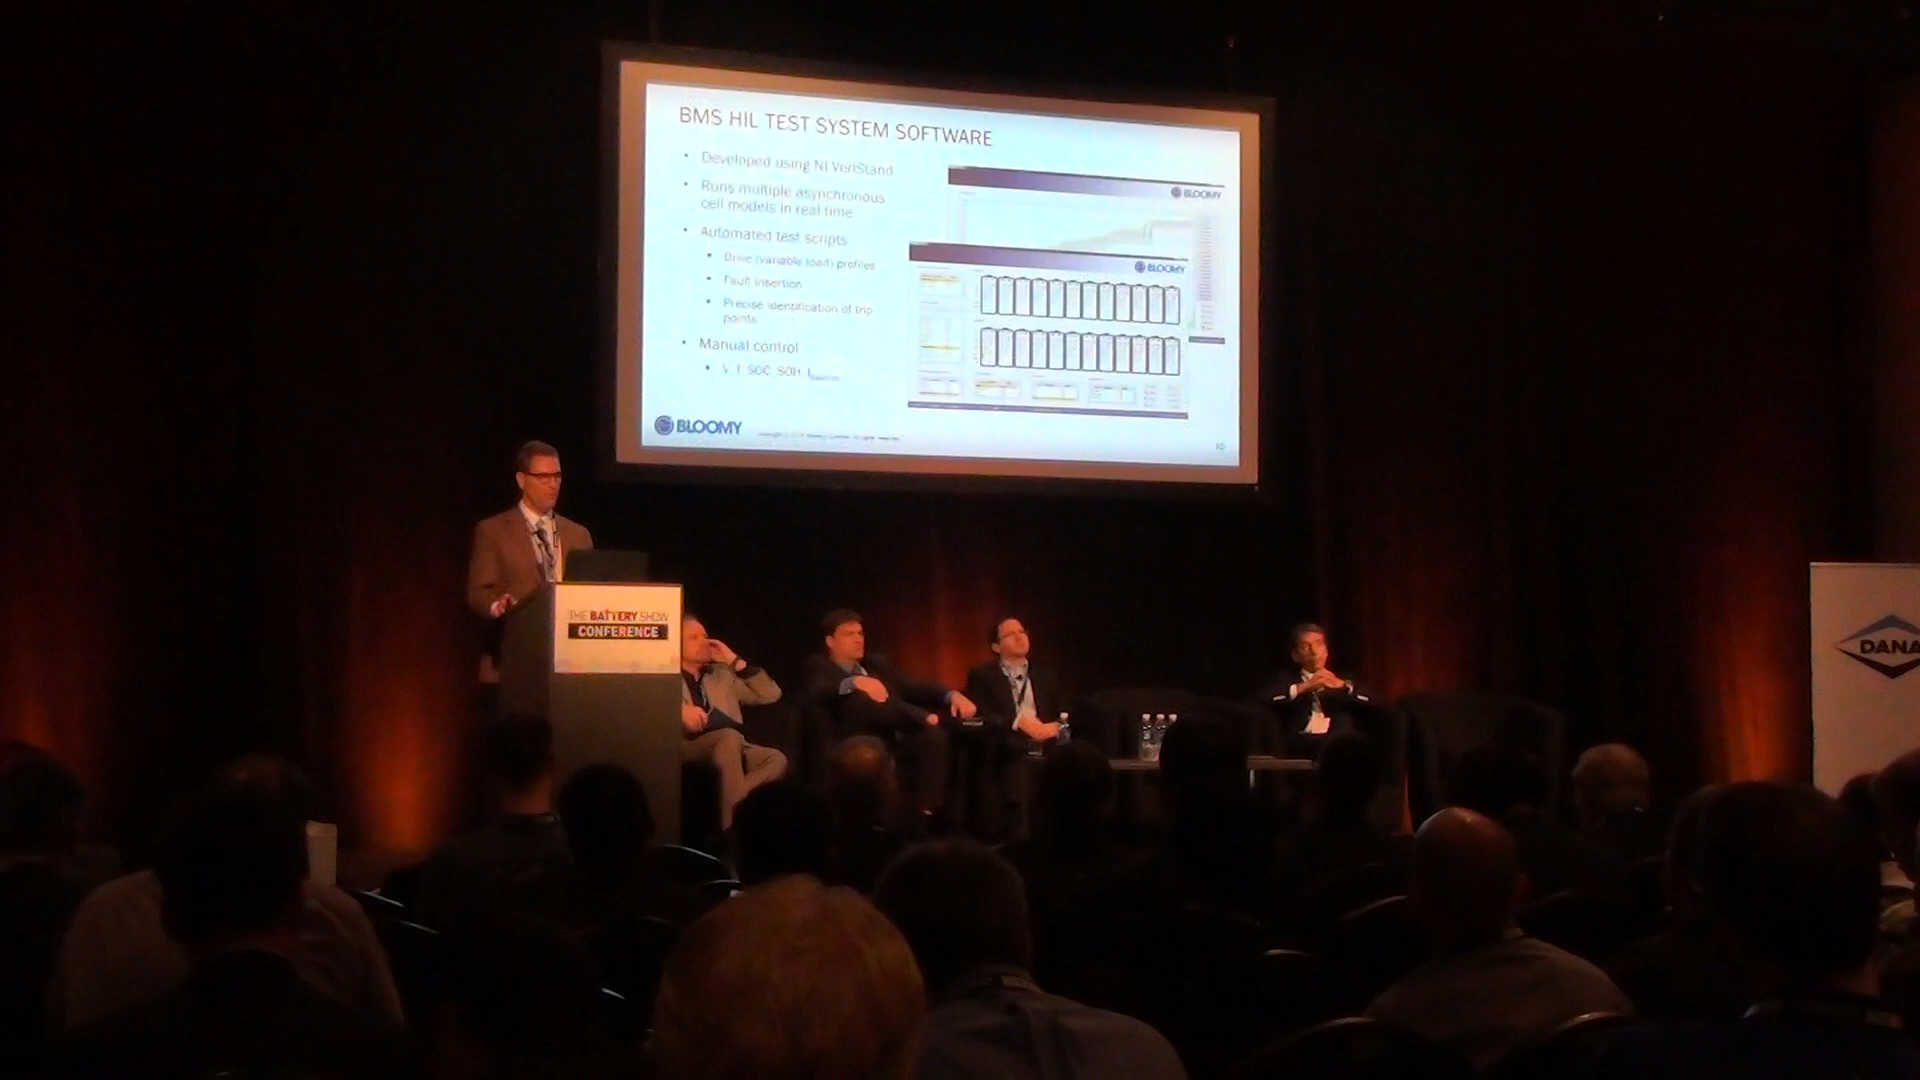 BMS HIL TEST SYSTEM SOFTWARE
• Developed using NI VeriStand
• Runs multiple asynchronous
cell models in real time
• Automated test scripts
• Drive (variable load) profiles
• Fault insertion
• Precise identification of trip
points
• Manual control
BLOOMY
BLOOMY
BLOOMY
THE BATTERY SHOW
CONFERENCE
DANA